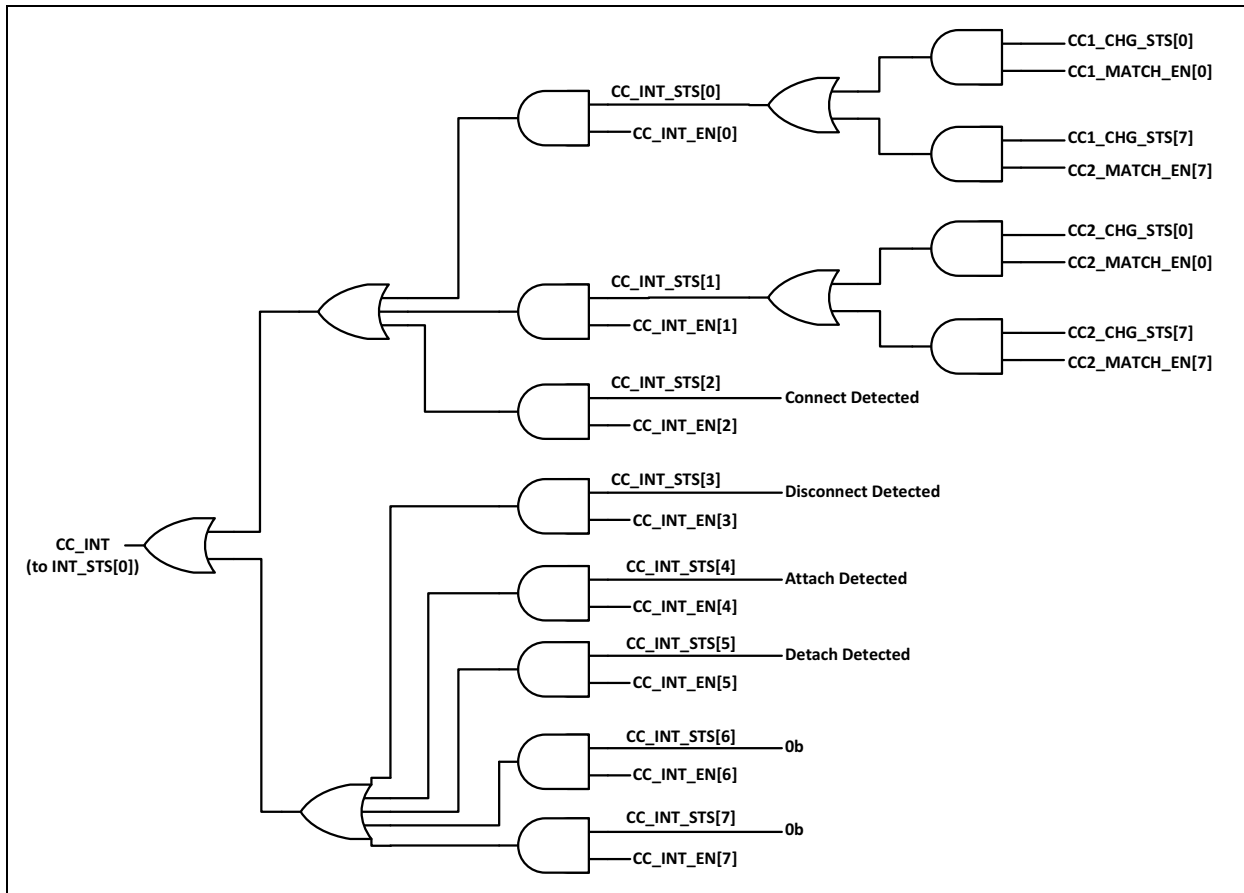 CC1_CHG_STS[0]
CC1_MATCH_EN[0]
CC_INT_STS[0]
CC_INT_EN[0]
CC1_CHG_STS[7]
CC2_MATCH_EN[7]
CC2_CHG_STS[0]
CC2_MATCH_EN[0]
CC_INT_STS[1]
CC_INT_EN[1]
CC2_CHG_STS[7]
CC2_MATCH_EN[7]
CC_INT_STS[2]
Connect Detected
CC_INT_EN[2]
CC_INT_STS[3]
Disconnect Detected
CC_INT_EN[3]
CC_INT
(to INT_STS[0])
CC_INT_STS[4]
Attach Detected
CC_INT_EN[4]
CC_INT_STS[5]
Detach Detected
CC_INT_EN[5]
CC_INT_STS[6]
0b
CC_INT_EN[6]
CC_INT_STS[7]
0b
CC_INT_EN[7]